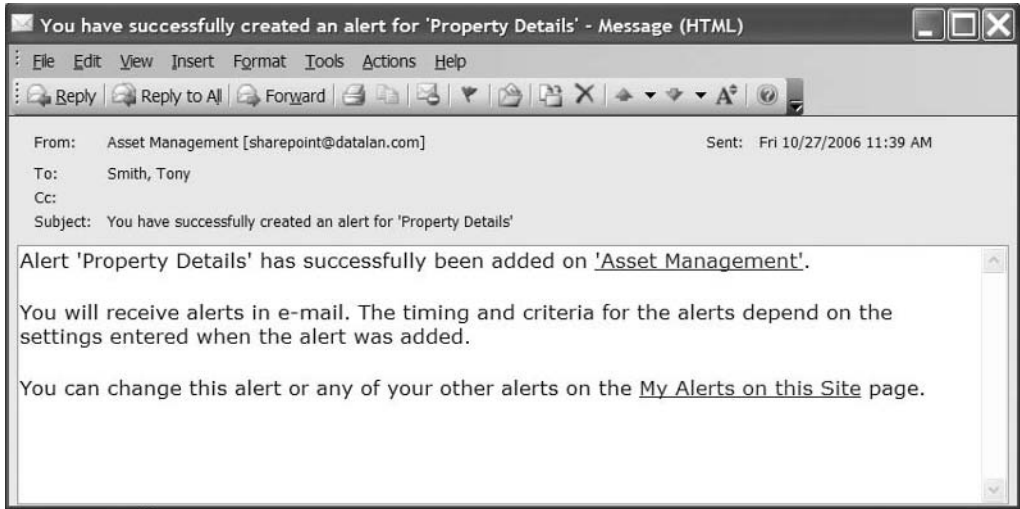 You have successfully created an alert for 'Property Details' - Message (HTML)
File Edit View Insert Format Tools Actions Help
Reply Reply to All Forward
From: Asset Management [sharepoint@datalan.com] Sent: Fri 10/27/2006 11:39 AM
To: Smith, Tony
Cc:
Subject: You have successfully created an alert for 'Property Details'
Alert 'Property Details' has successfully been added on 'Asset Management'.
You will receive alerts in e-mail. The timing and criteria for the alerts depend on the
settings entered when the alert was added.
You can change this alert or any of your other alerts on the My Alerts on this Site page.